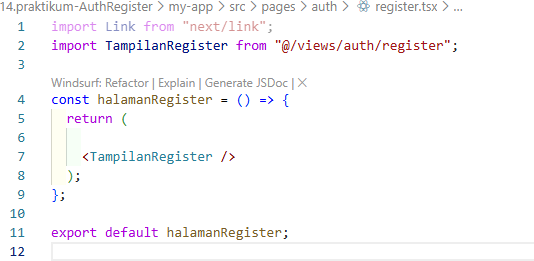 14.praktikum-AuthRegister > my-app > src > pages > auth > register.tsx > ...
1 import Link from "next/link";
2 import TampilanRegister from "@/views/auth/register";
3
Windsurf: Refactor | Explain | Generate JSDoc | ×
4 const halamanRegister = () => {
5 return (
6
7 <TampilanRegister />
8 );
9 };
10
11 export default halamanRegister;
12